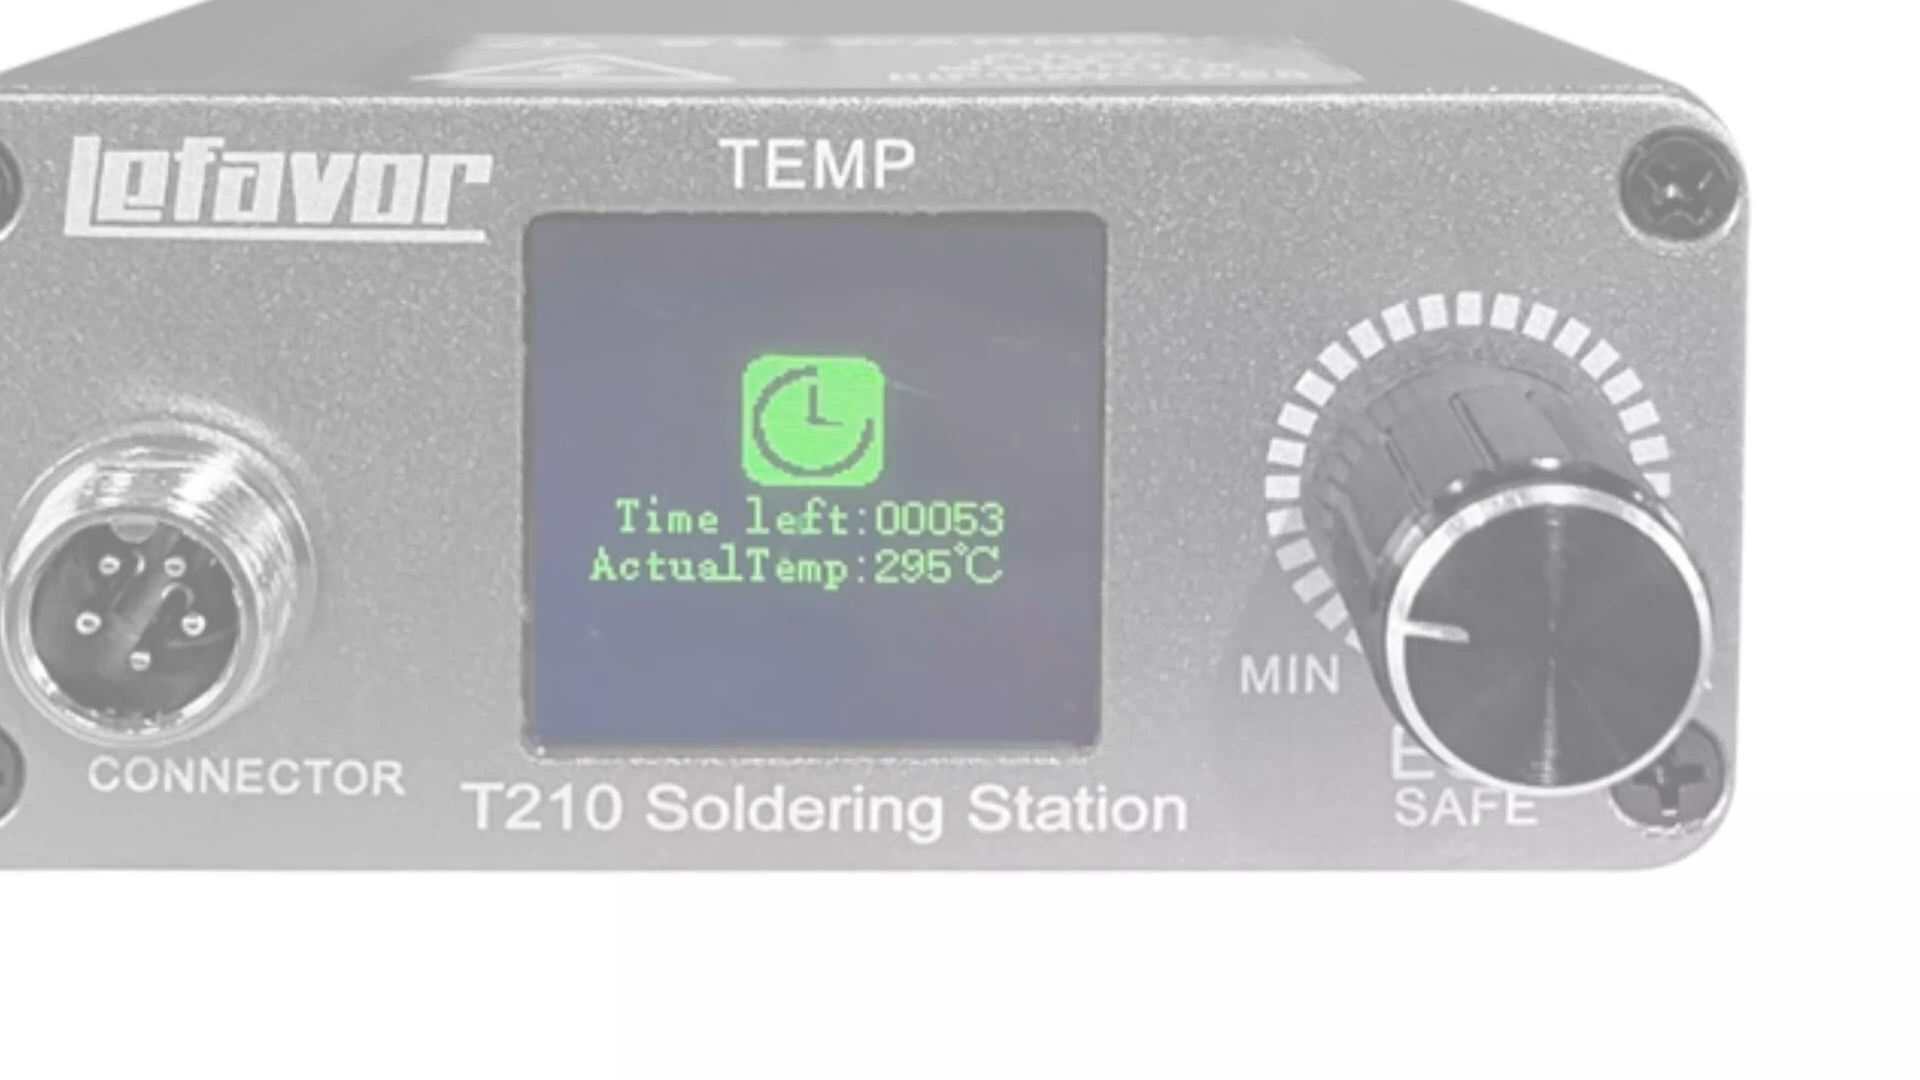 Lefavor
TEMP
Time left:00053
ActualTemp:295℃
MIN
CONNECTOR
T210 Soldering Station
SAFE